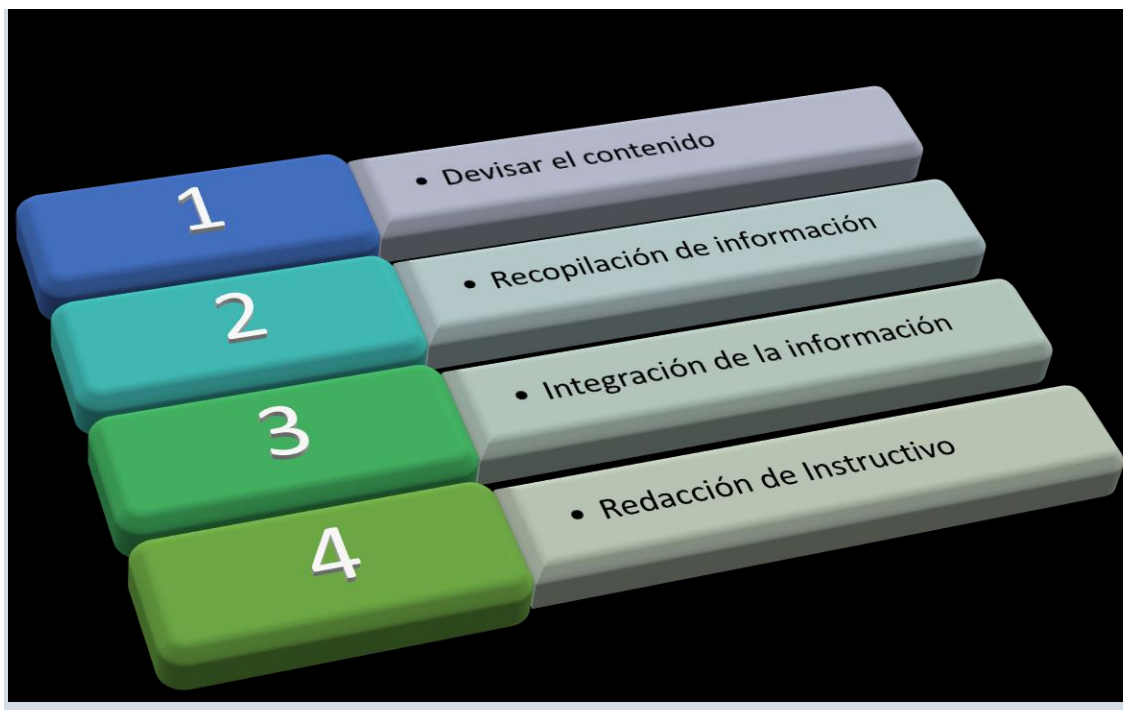 1
• Devisar el contenido
2
• Recopilación de información
3
• Integración de la información
4
• Redacción de Instructivo